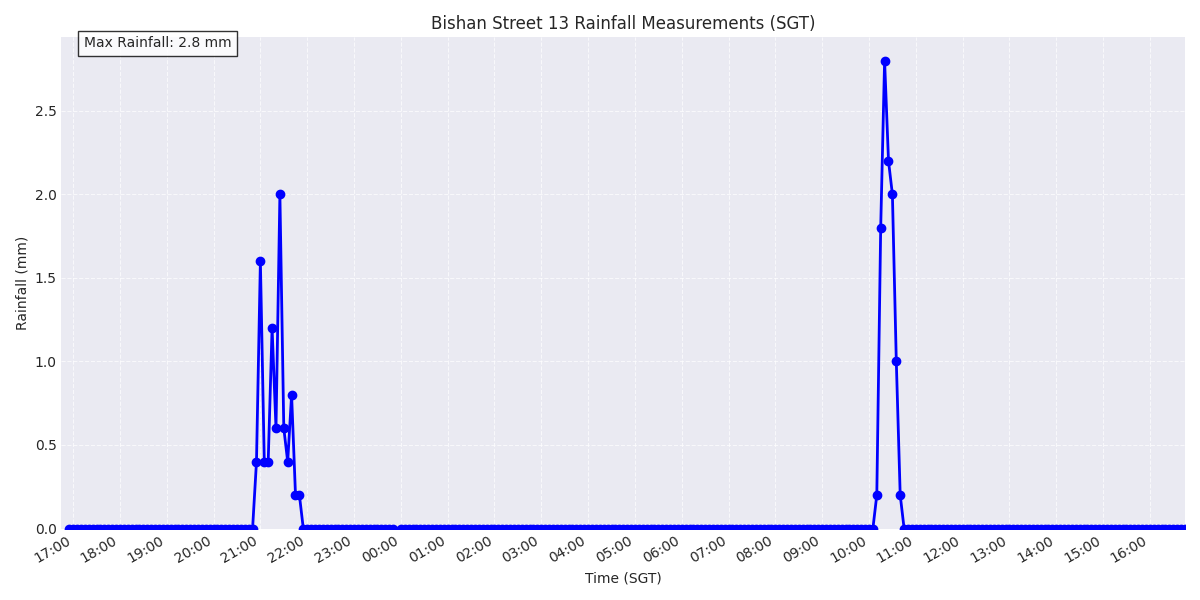 Bishan Street 13 Rainfall Measurements (SGT)
Max Rainfall: 2.8 mm
Rainfall (mm)
2.5
2.0
1.5
1.0
0.5
0.0
17:00 18:00 19:00 20:00 21:00 22:00 23:00 00:00 01:00 02:00 03:00 04:00 05:00 06:00 07:00 08:00 09:00 10:00 11:00 12:00 13:00 14:00 15:00 16:00
Time (SGT)